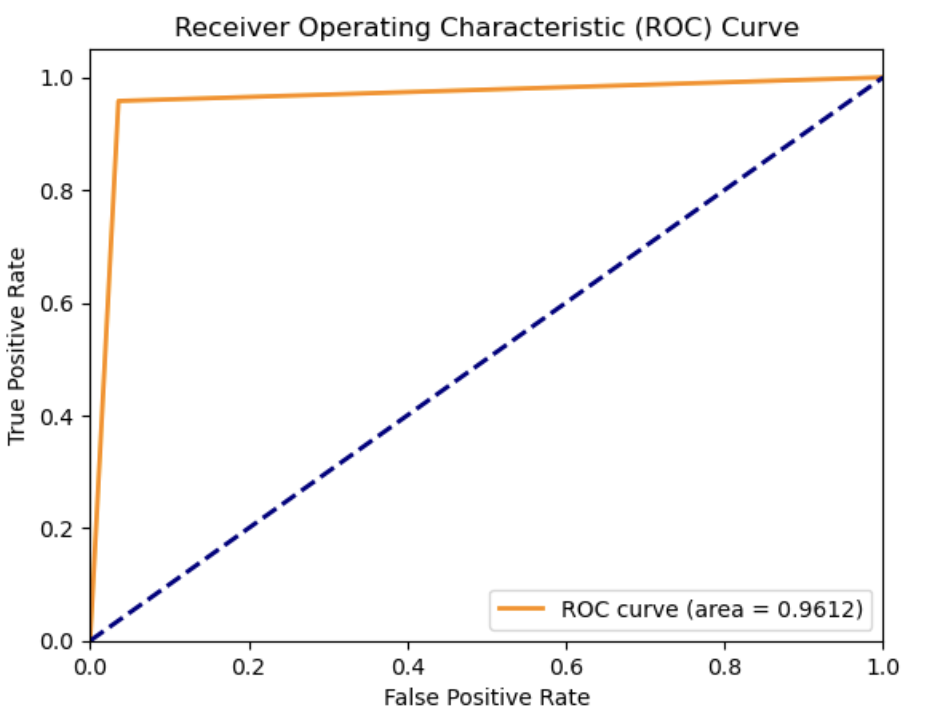 Receiver Operating Characteristic (ROC) Curve
True Positive Rate
1.0
0.8
0.6
0.4
0.2
0.0
ROC curve (area = 0.9612)
0.0 0.2 0.4 0.6 0.8 1.0
False Positive Rate